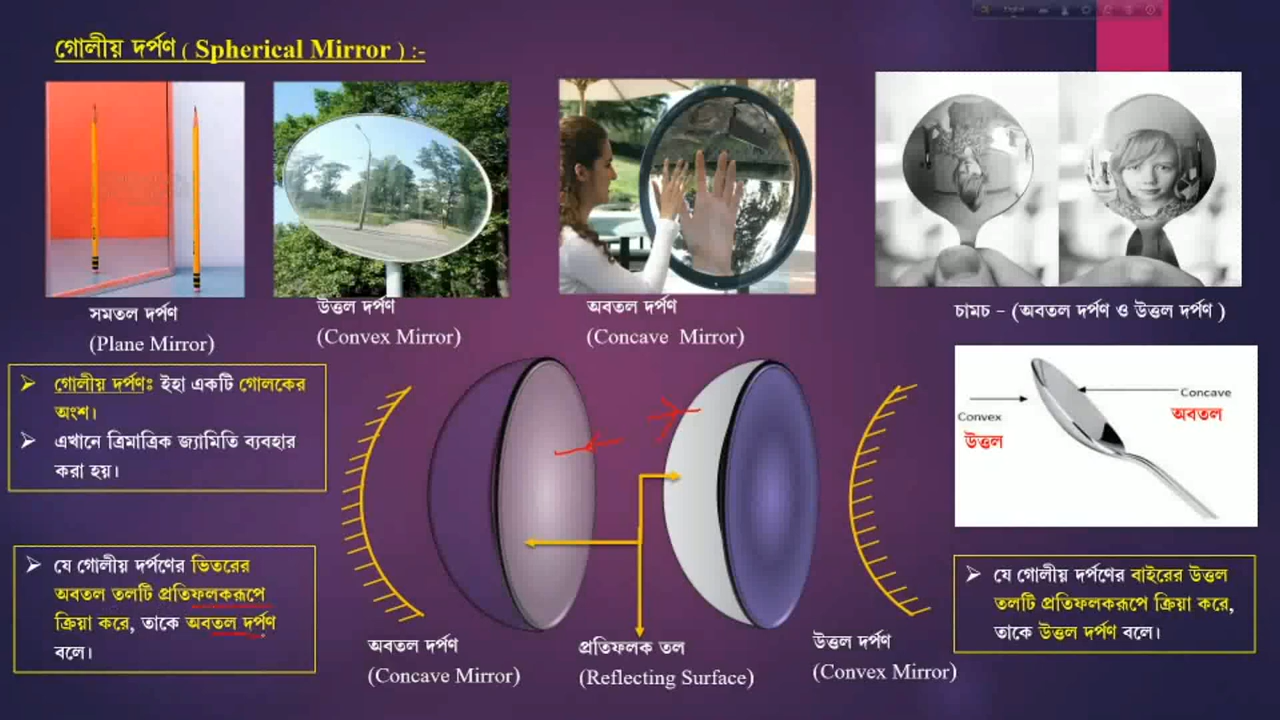 গোলীয় দর্পণ ( Spherical Mirror ) :-
সমতল দর্পণ
(Plane Mirror)
উত্তল দর্পণ
(Convex Mirror)
অবতল দর্পণ
(Concave Mirror)
চামচ - (অবতল দর্পণ ও উত্তল দর্পণ )
গোলীয় দর্পণঃ ইহা একটি গোলকের
অংশ।
এখানে ত্রিমাত্রিক জ্যামিতি ব্যবহার
করা হয়।
Concave
অবতল
Convex
উত্তল
যে গোলীয় দর্পণের ভিতরের
অবতল তলটি প্রতিফলকরূপে
ক্রিয়া করে, তাকে অবতল দর্পণ
বলে।
অবতল দর্পণ
(Concave Mirror)
প্রতিফলক তল
(Reflecting Surface)
উত্তল দর্পণ
(Convex Mirror)
যে গোলীয় দর্পণের বাইরের উত্তল
তলটি প্রতিফলকরূপে ক্রিয়া করে,
তাকে উত্তল দর্পণ বলে।